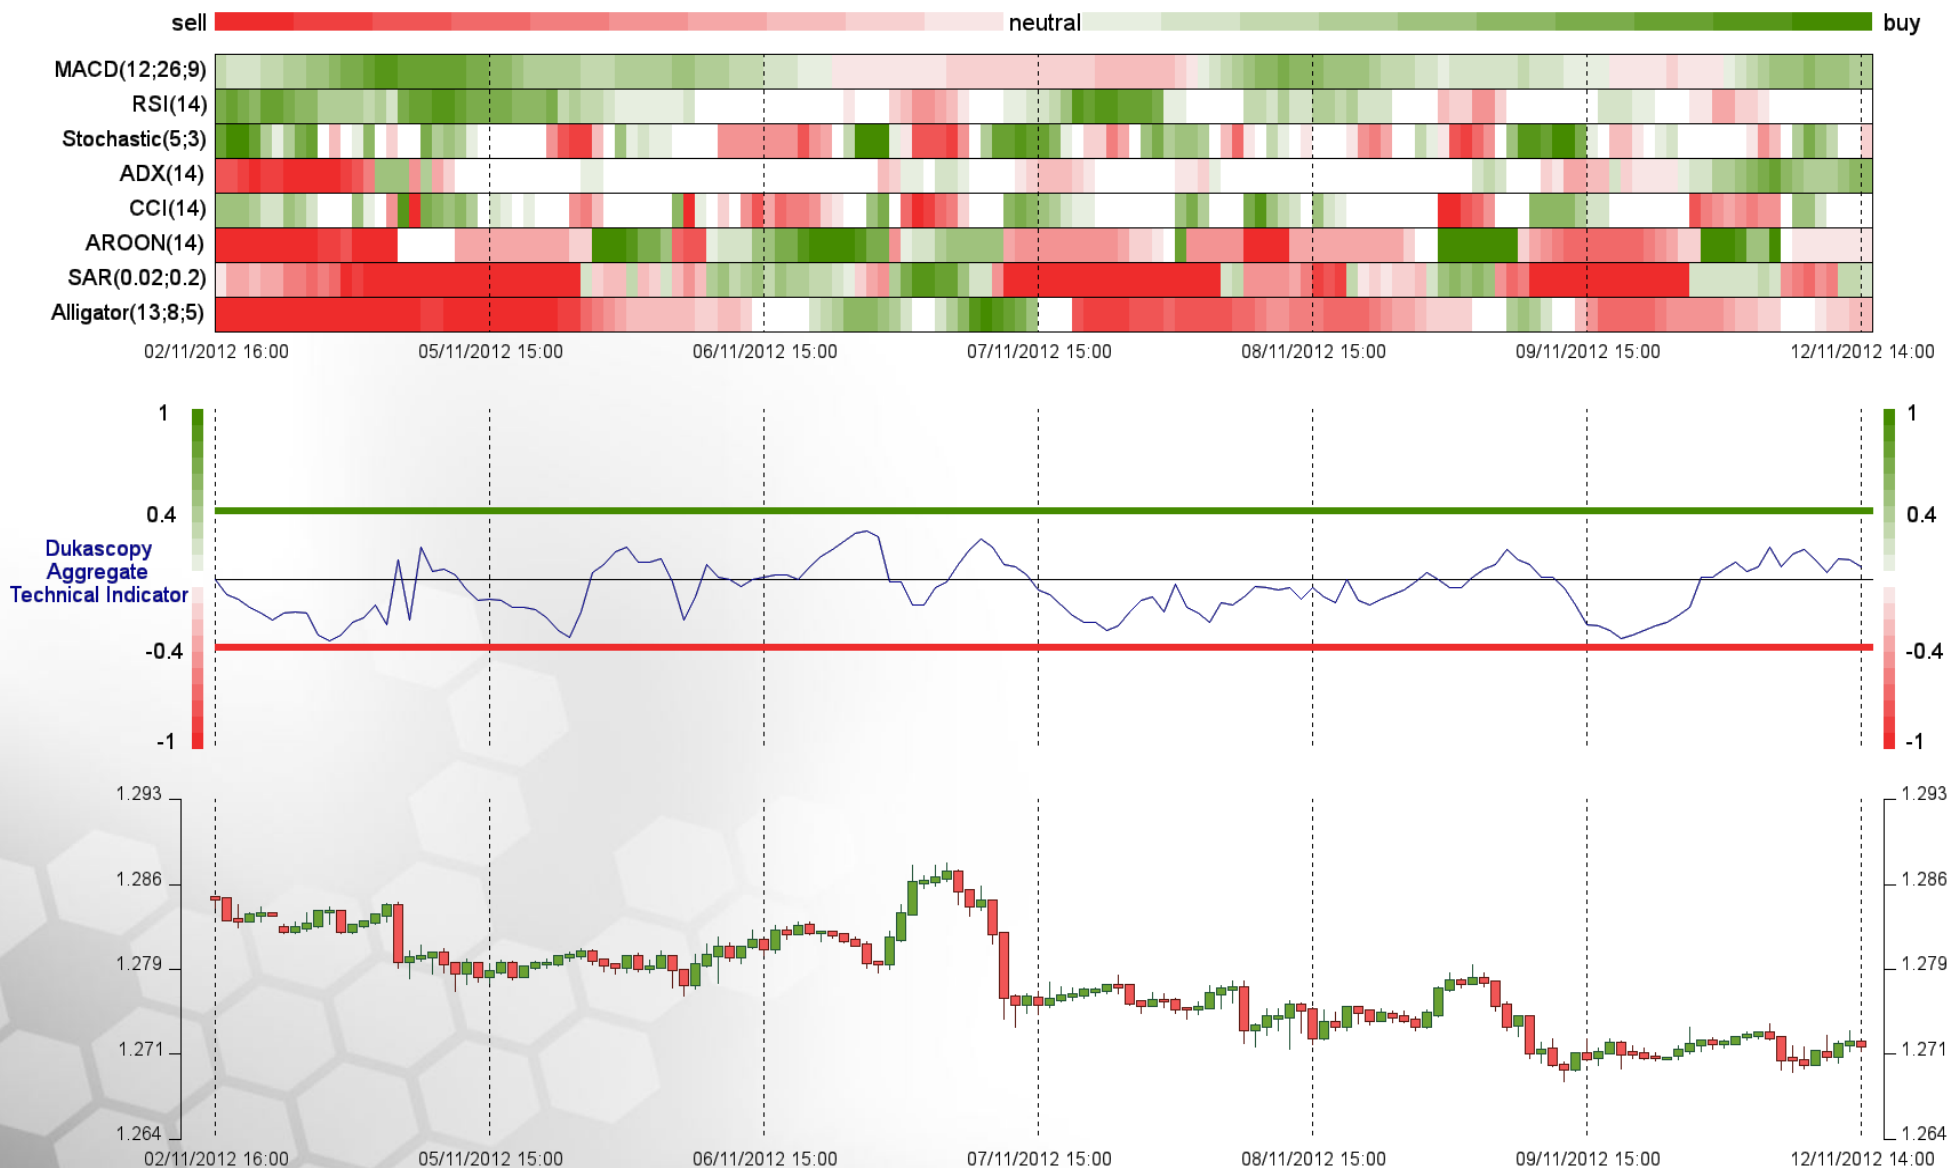 sell neutral buy
MACD(12;26;9)
RSI(14)
Stochastic(5;3)
ADX(14)
CCI(14)
AROON(14)
SAR(0.02;0.2)
Alligator(13;8;5)
02/11/2012 16:00 05/11/2012 15:00 06/11/2012 15:00 07/11/2012 15:00 08/11/2012 15:00 09/11/2012 15:00 12/11/2012 14:00
1 1
0.4 0.4
Dukascopy
Aggregate
Technical Indicator
-0.4 -0.4
-1 -1
1.293 1.293
1.286 1.286
1.279 1.279
1.271 1.271
1.264 1.264
02/11/2012 16:00 05/11/2012 15:00 06/11/2012 15:00 07/11/2012 15:00 08/11/2012 15:00 09/11/2012 15:00 12/11/2012 14:00